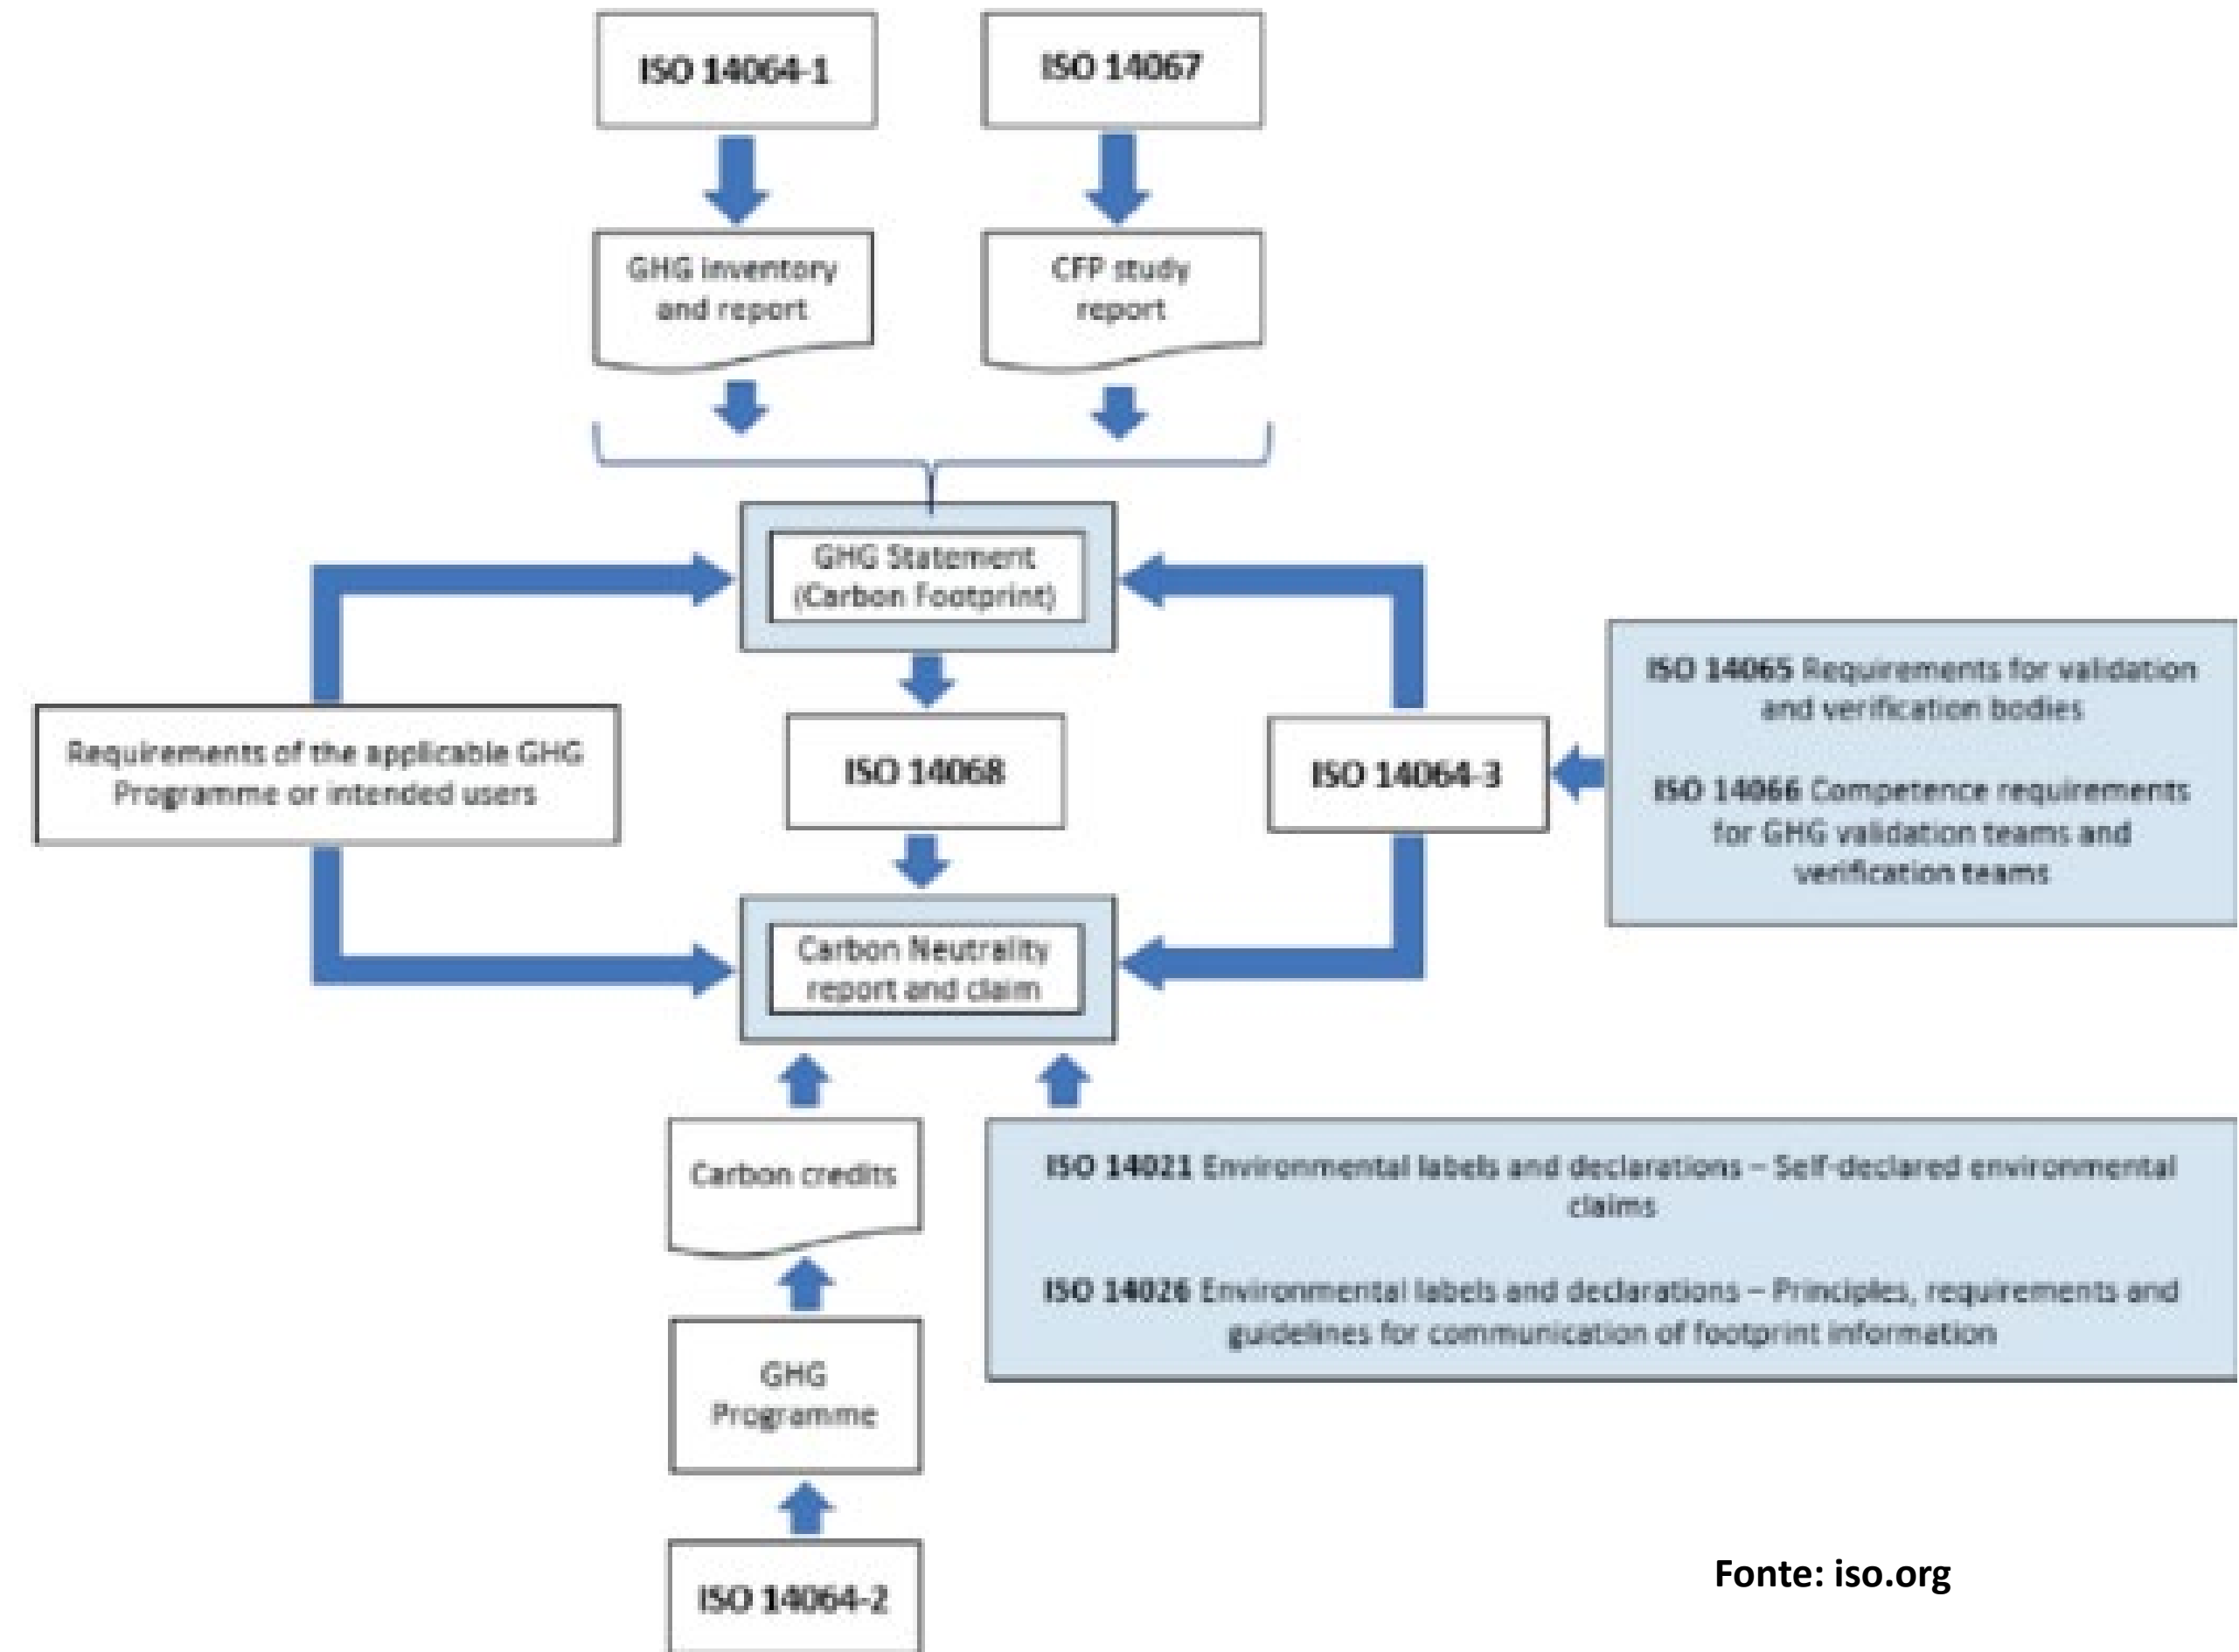 ISO 14064-1
ISO 14067
GHG inventory
and report
CFP study
report
GHG Statement
(Carbon Footprint)
Requirements of the applicable GHG
Programme or intended users
ISO 14068
ISO 14064-3
ISO 14065 Requirements for validation
and verification bodies
ISO 14066 Competence requirements
for GHG validation teams and
verification teams
Carbon Neutrality
report and claim
Carbon credits
ISO 14021 Environmental labels and declarations – Self-declared environmental
claims
ISO 14026 Environmental labels and declarations – Principles, requirements and
guidelines for communication of footprint information
GHG
Programme
ISO 14064-2
Fonte: iso.org